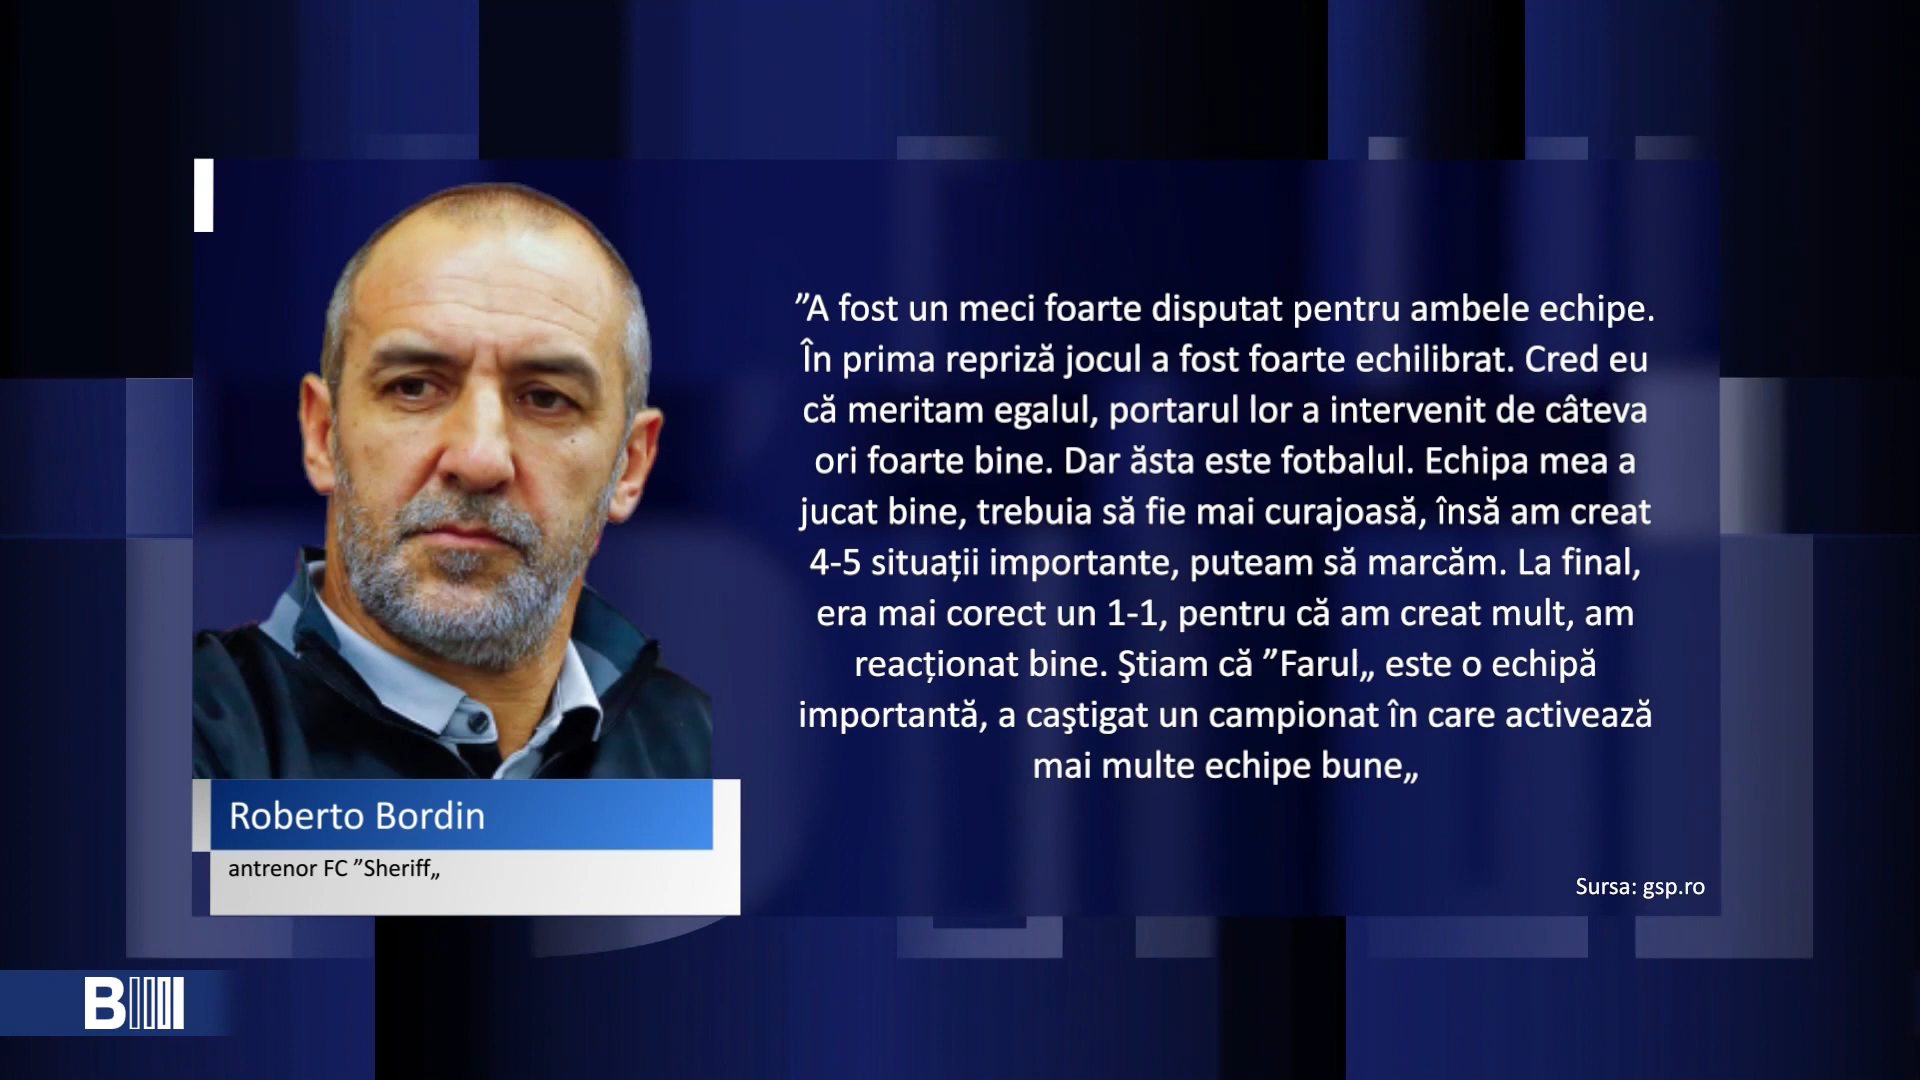 ”A fost un meci foarte disputat pentru ambele echipe.
În prima repriză jocul a fost foarte echilibrat. Cred eu
că meritam egalul, portarul lor a intervenit de câteva
ori foarte bine. Dar ăsta este fotbalul. Echipa mea a
jucat bine, trebuia să fie mai curajoasă, însă am creat
4-5 situații importante, puteam să marcăm. La final,
era mai corect un 1-1, pentru că am creat mult, am
reacționat bine. Ştiam că ”Farul„ este o echipă
importantă, a caştigat un campionat în care activează
mai multe echipe bune„
Roberto Bordin
antrenor FC ”Sheriff„
Sursa: gsp.ro
B